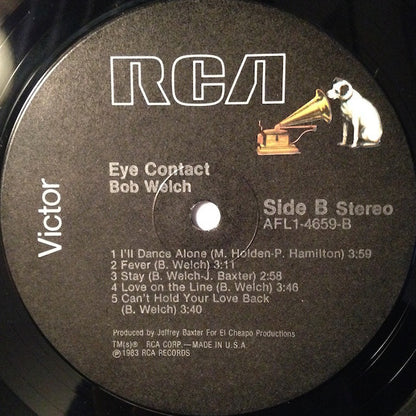 RCA
Victor
Eye Contact
Bob Welch
Side B Stereo
AFL1-4659-B
1 I'll Dance Alone (M. Holden-P. Hamilton) 3:59
2 Fever (B. Welch) 3:11
3 Stay (B. Welch-J. Baxter) 2:58
4 Love on the Line (B. Welch) 3:46
5 Can't Hold Your Love Back
(B. Welch) 3:40
Produced by Jeffrey Baxter For El Cheapo Productions
TM(s)® RCA CORP.—MADE IN U.S.A.
Ⓟ1983 RCA RECORDS